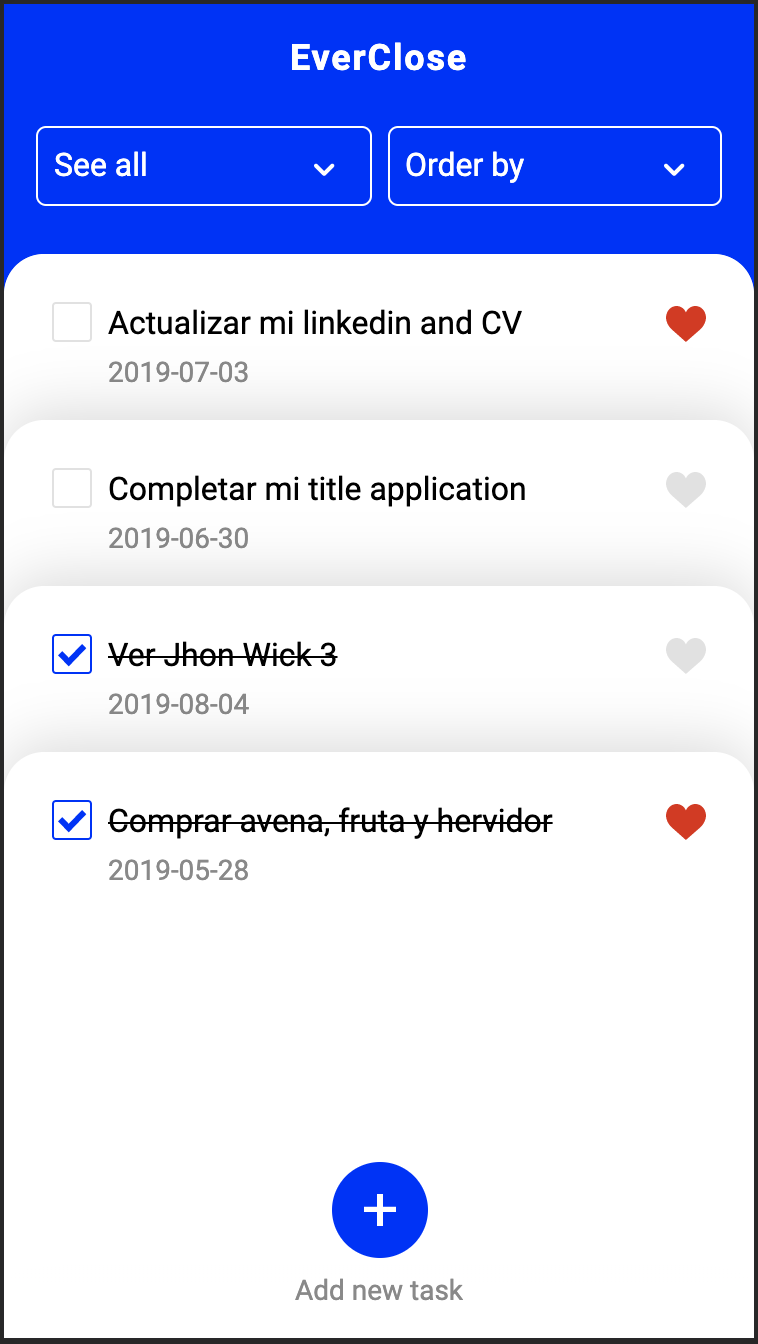 EverClose
See all
Order by
Actualizar mi linkedin and CV
2019-07-03
Completar mi title application
2019-06-30
Ver Jhon Wick 3
2019-08-04
Comprar avena, fruta y hervidor
2019-05-28
Add new task